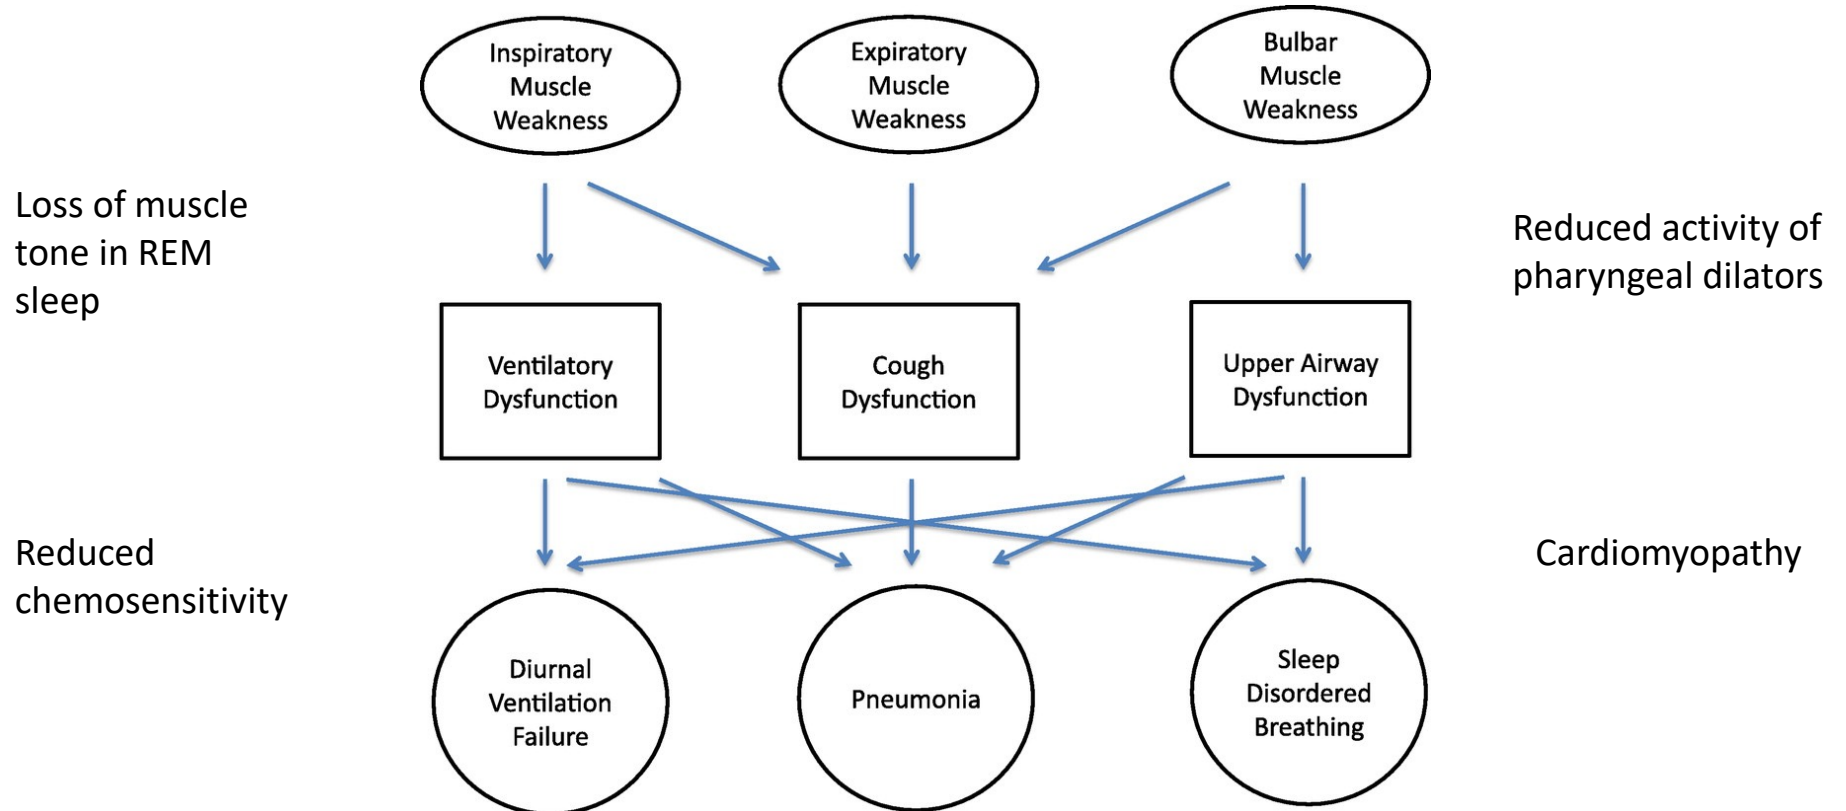 Inspiratory
Muscle
Weakness
Expiratory
Muscle
Weakness
Bulbar
Muscle
Weakness
Loss of muscle
tone in REM
sleep
Reduced activity of
pharyngeal dilators
Ventilatory
Dysfunction
Cough
Dysfunction
Upper Airway
Dysfunction
Reduced
chemosensitivity
Cardiomyopathy
Diurnal
Ventilation
Failure
Pneumonia
Sleep
Disordered
Breathing